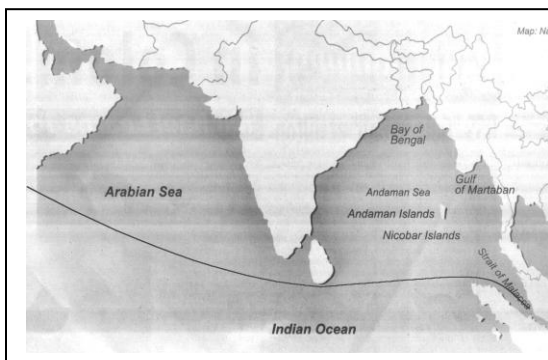 Map: Na
Bay of
Bengal
Gulf
of Martaban
Arabian Sea
Andaman Sea
Andaman Islands
Nicobar Islands
Strait of Malacca
Indian Ocean